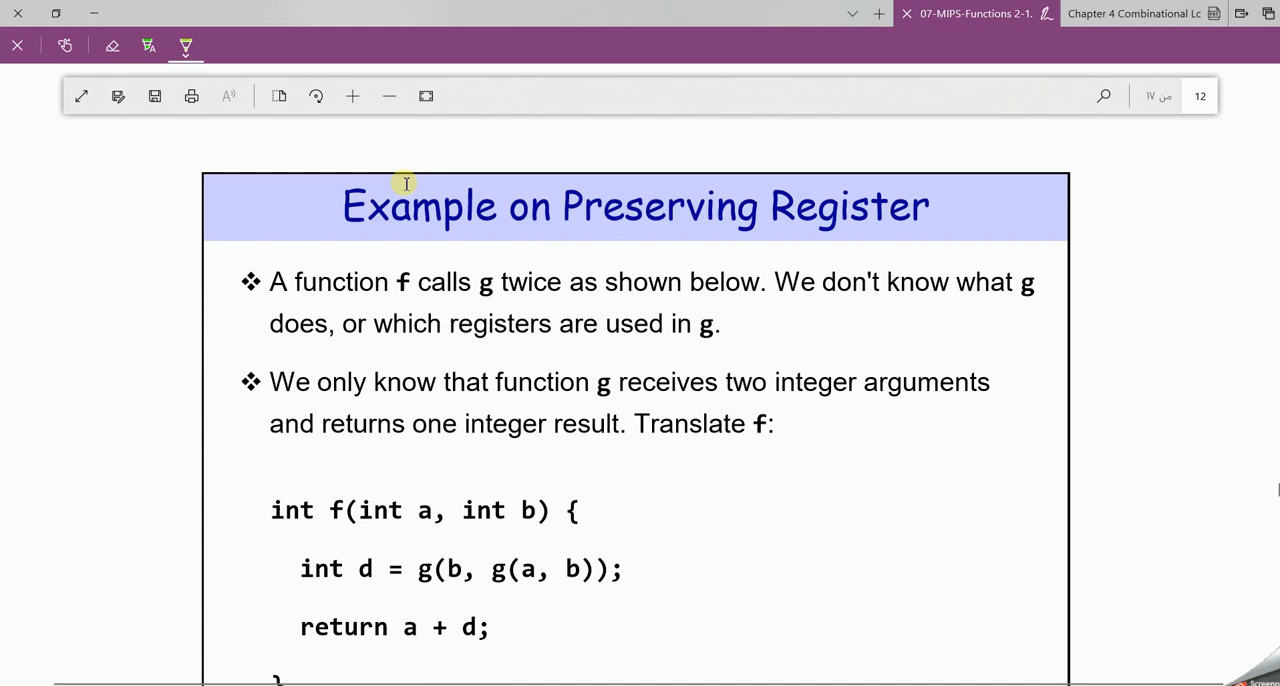 07-MIPS-Functions 2-1.
Chapter 4 Combinational Lc
من ١٧
12
Example on Preserving Register
❖ A function f calls g twice as shown below. We don't know what g
does, or which registers are used in g.
❖ We only know that function g receives two integer arguments
and returns one integer result. Translate f:
int f(int a, int b) {
int d = g(b, g(a, b));
return a + d;
}